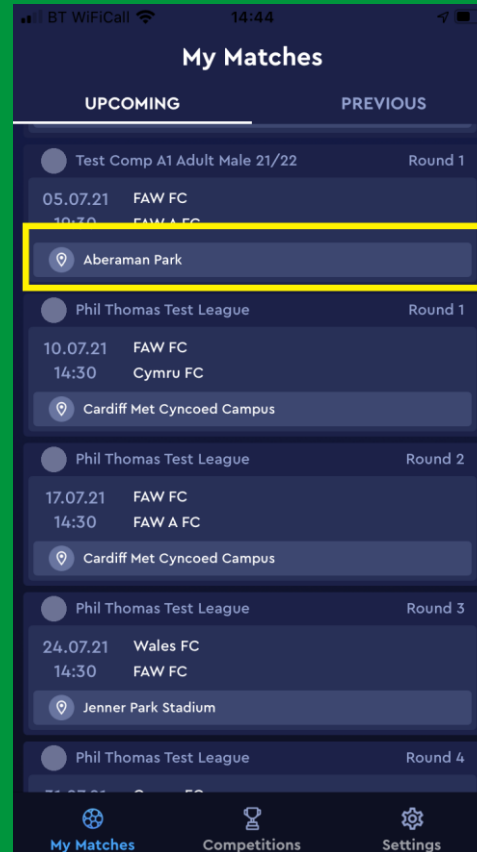 BT WiFiCall 14:44
My Matches
UPCOMING PREVIOUS
Test Comp A1 Adult Male 21/22 Round 1
05.07.21 FAW FC
19:30 FAW A FC
Aberaman Park
Phil Thomas Test League Round 1
10.07.21 FAW FC
14:30 Cymru FC
Cardiff Met Cyncoed Campus
Phil Thomas Test League Round 2
17.07.21 FAW FC
14:30 FAW A FC
Cardiff Met Cyncoed Campus
Phil Thomas Test League Round 3
24.07.21 Wales FC
14:30 FAW FC
Jenner Park Stadium
Phil Thomas Test League Round 4
My Matches Competitions Settings